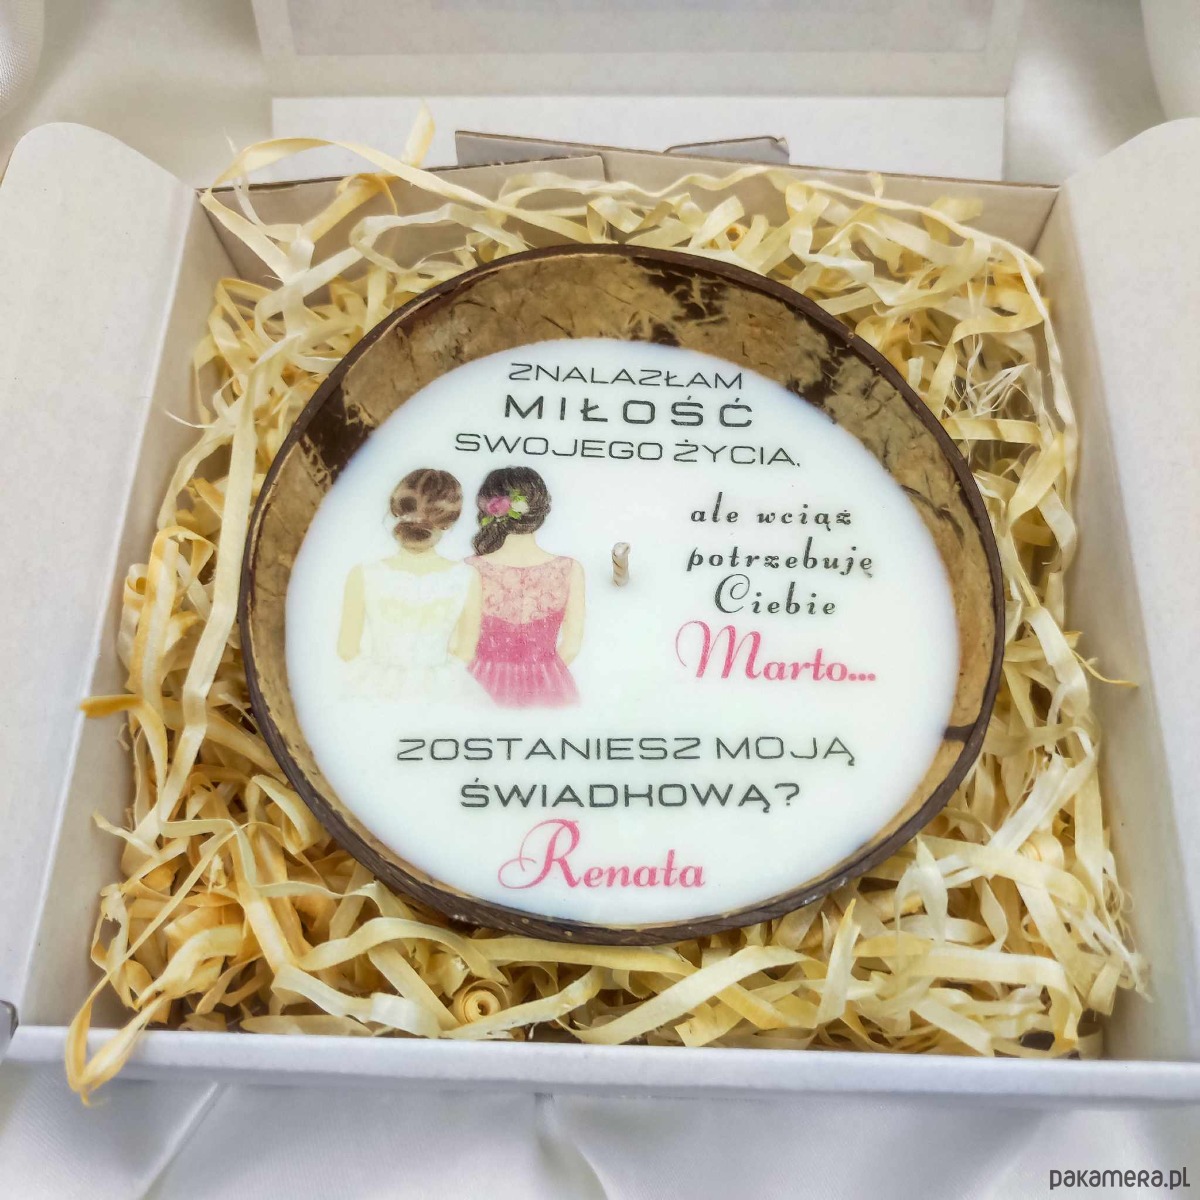 ZNALAZŁAM
MIŁOŚĆ
SWOJEGO ŻYCIA,
ale wciąż
potrzebuję
Ciebie
Marto...
ZOSTANIESZ MOJĄ
ŚWIADKOWĄ?
Renata
pakamera.pl